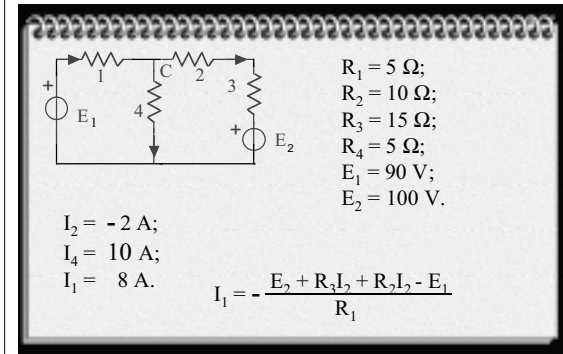 1
C
2
3
4
+
E₁
+
E₂
R₁ = 5 Ω;
R₂ = 10 Ω;
R₃ = 15 Ω;
R₄ = 5 Ω;
E₁ = 90 V;
E₂ = 100 V.
I₂ = - 2 A;
I₄ = 10 A;
I₁ = 8 A.
I₁ = - (E₂ + R₃I₂ + R₂I₂ - E₁) / R₁